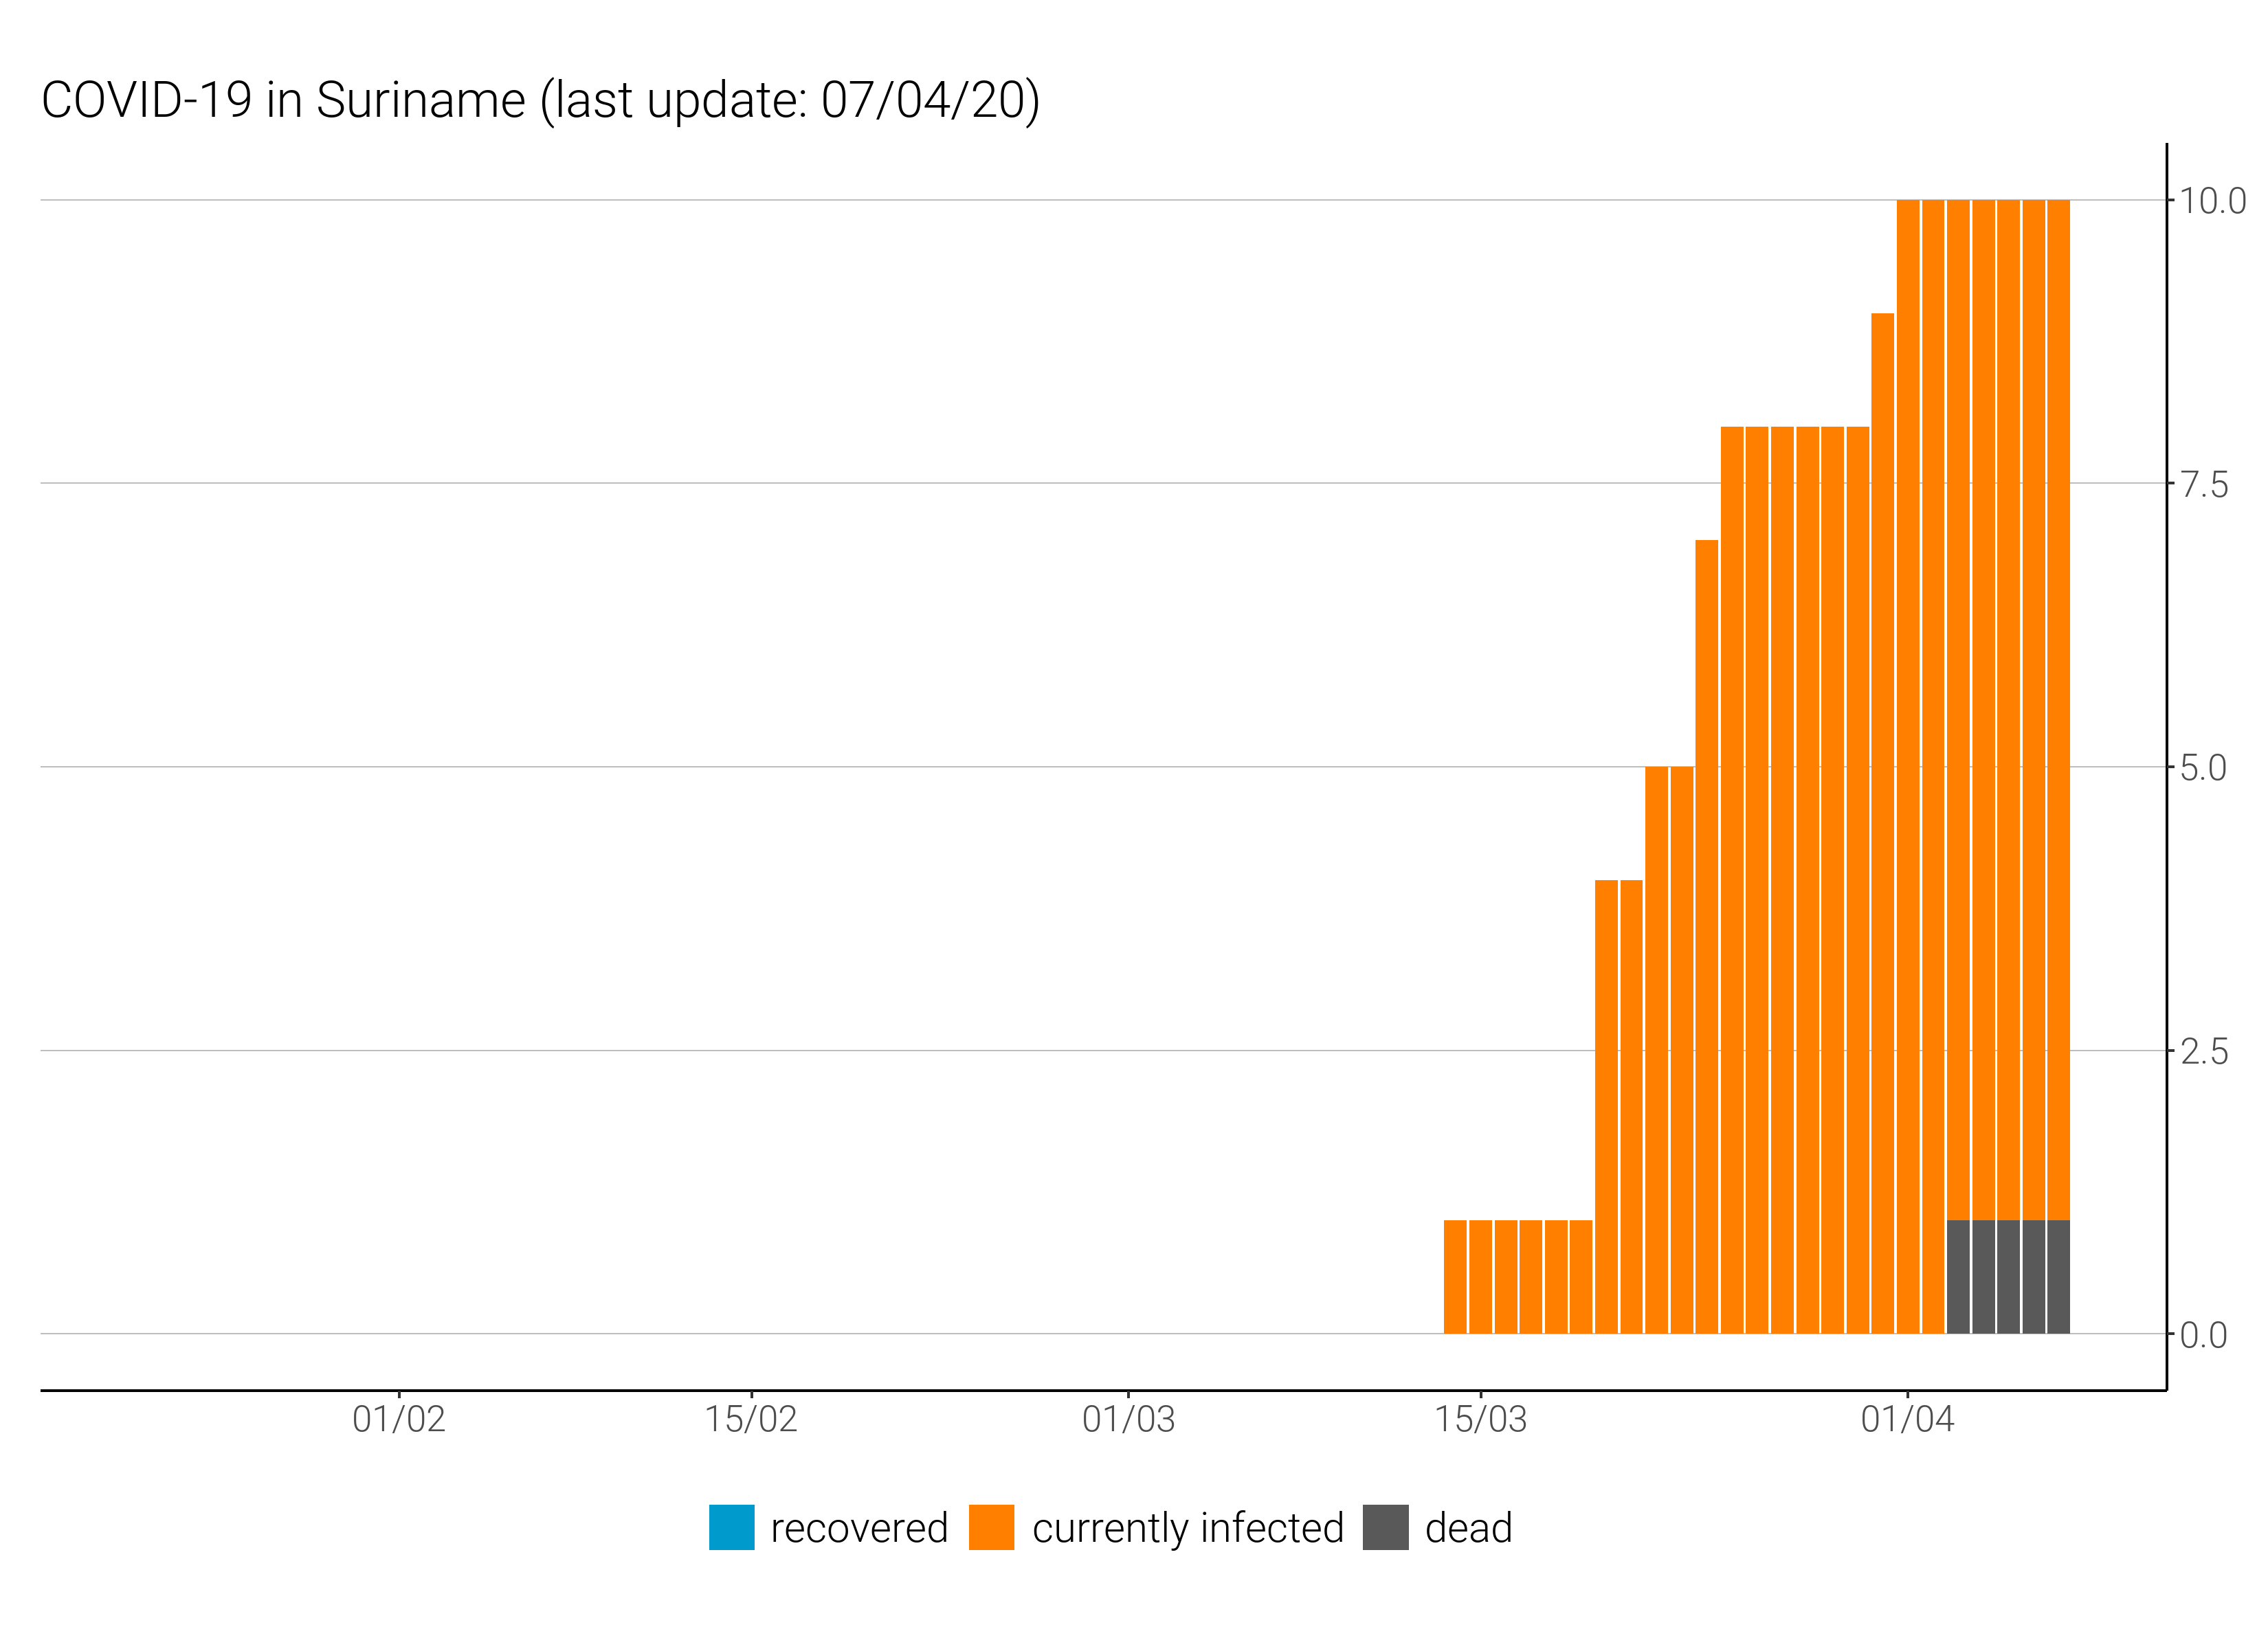 COVID-19 in Suriname (last update: 07/04/20)
10.0
7.5
5.0
2.5
0.0
01/02 15/02 01/03 15/03 01/04
recovered currently infected dead